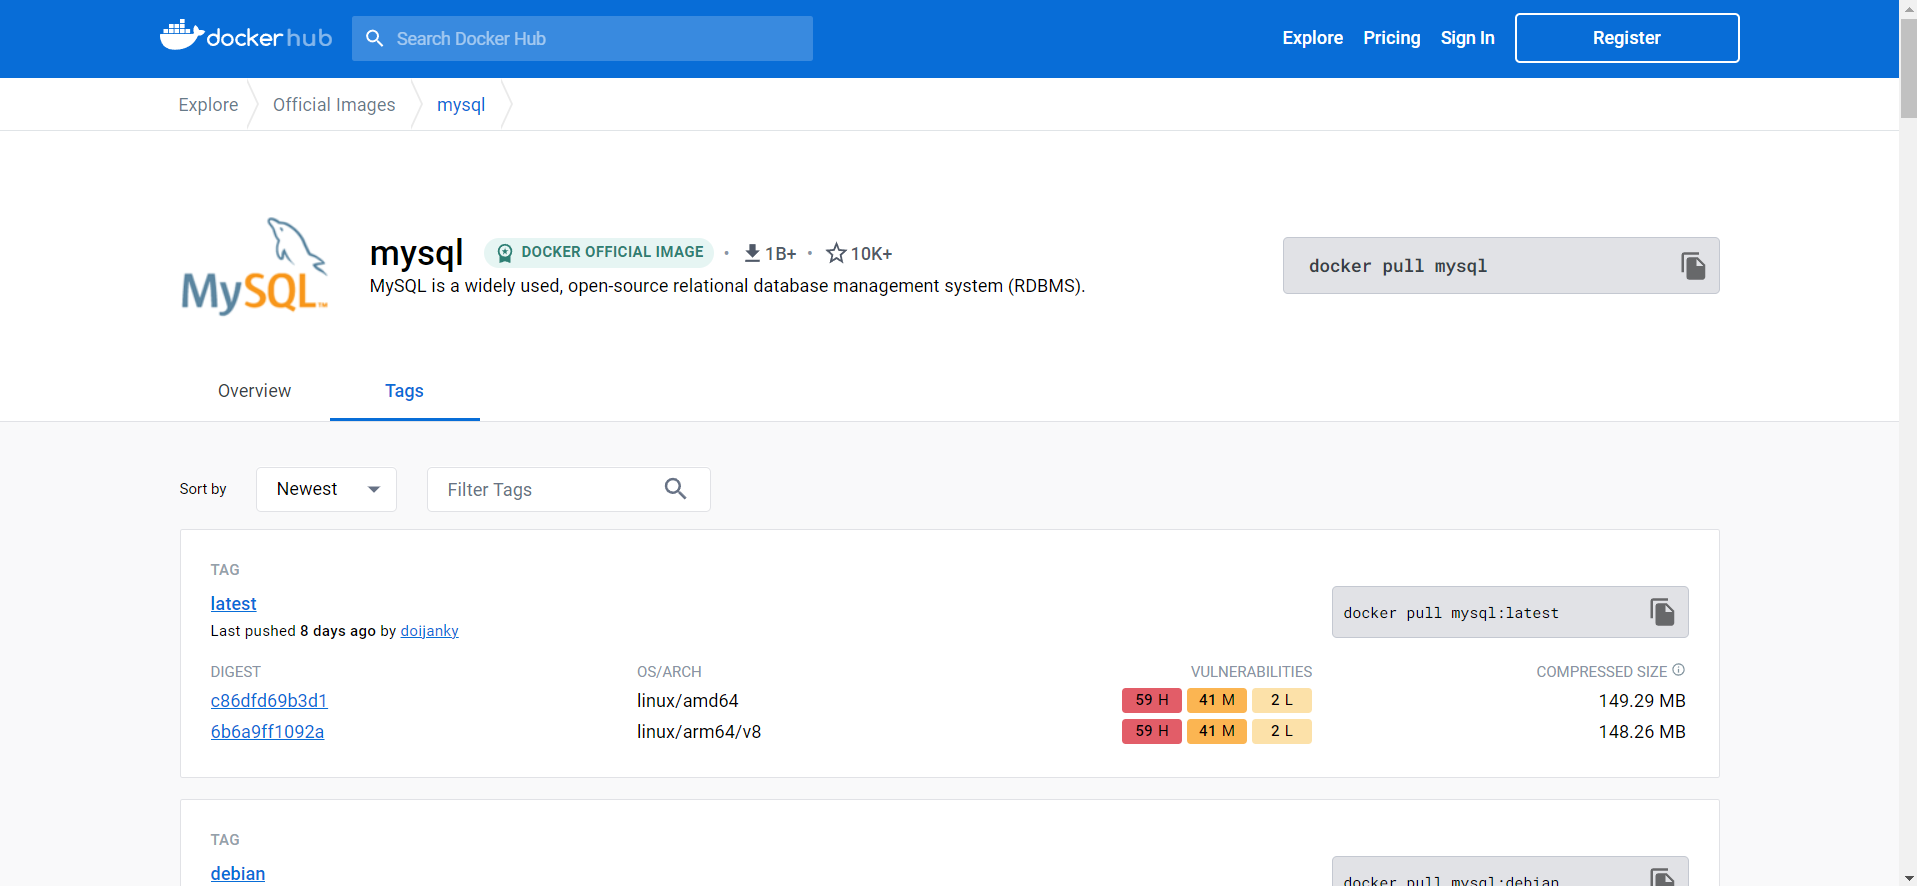 docker hub
Search Docker Hub
Explore Pricing Sign In Register
Explore Official Images mysql
MySQL™
mysql DOCKER OFFICIAL IMAGE • 1B+ • 10K+
MySQL is a widely used, open-source relational database management system (RDBMS).
docker pull mysql
Overview Tags
Sort by Newest Filter Tags
TAG
latest
Last pushed 8 days ago by doijanky
docker pull mysql:latest
DIGEST OS/ARCH VULNERABILITIES COMPRESSED SIZE
c86dfd69b3d1 linux/amd64 59 H 41 M 2 L 149.29 MB
6b6a9ff1092a linux/arm64/v8 59 H 41 M 2 L 148.26 MB
TAG
debian
docker pull mysql:debian